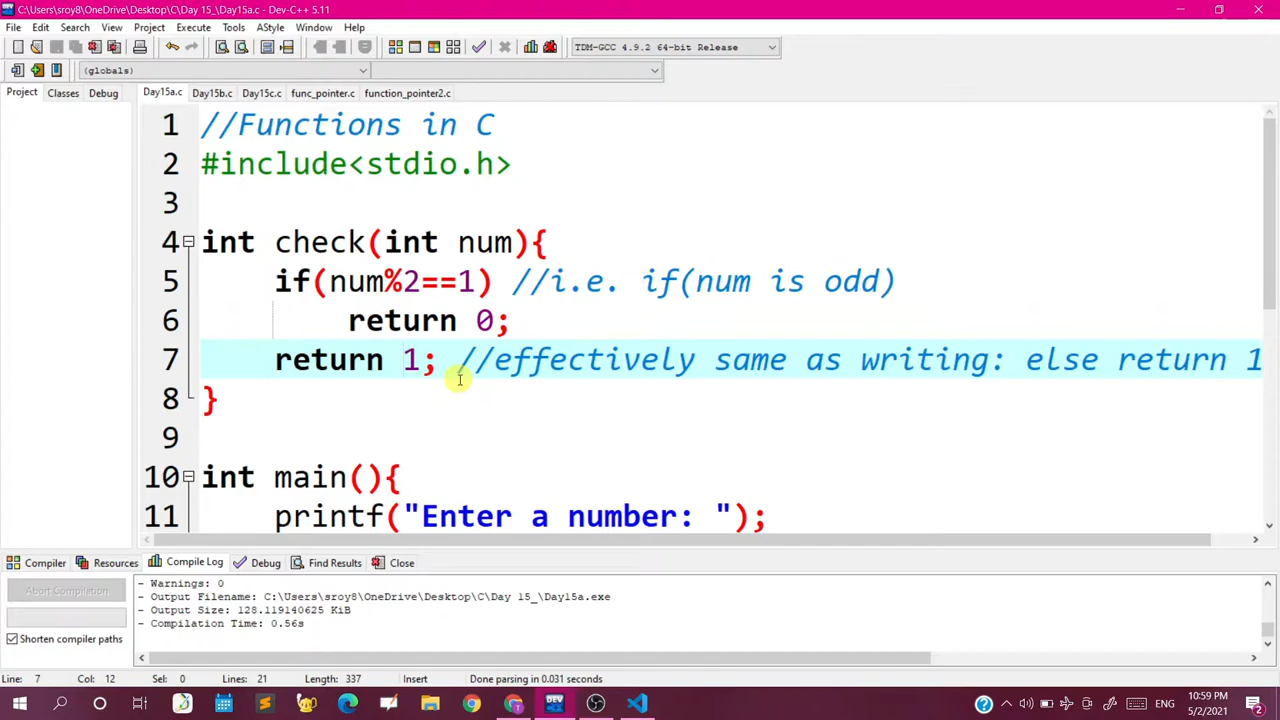 C:\Users\sroy8\OneDrive\Desktop\C\Day 15_\Day15a.c - Dev-C++ 5.11
File Edit Search View Project Execute Tools AStyle Window Help
TDM-GCC 4.9.2 64-bit Release
(globals)
Project Classes Debug
Day15a.c Day15b.c Day15c.c func_pointer.c function_pointer2.c
1 //Functions in C
2 #include<stdio.h>
3
4 int check(int num){
5 if(num%2==1) //i.e. if(num is odd)
6 return 0;
7 return 1; //effectively same as writing: else return 1
8 }
9
10 int main(){
11 printf("Enter a number: ");
Compiler Resources Compile Log Debug Find Results Close
Abort Compilation
Shorten compiler paths
- Warnings: 0
- Output Filename: C:\Users\sroy8\OneDrive\Desktop\C\Day 15_\Day15a.exe
- Output Size: 128.119140625 KiB
- Compilation Time: 0.56s
Line: 7 Col: 12 Sel: 0 Lines: 21 Length: 337 Insert Done parsing in 0.031 seconds
DEV
ENG
10:59 PM
5/2/2021
2